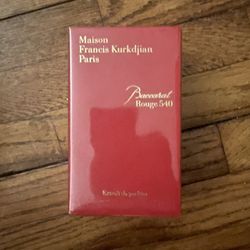 Maison
Francis Kurkdjian
Paris
Baccarat
Rouge 540
Extrait de parfum